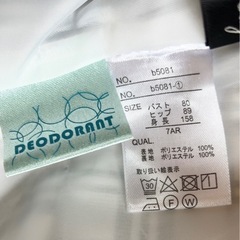 DEODORANT
NO. b5081
NO. b5081-①
SIZE バスト 80
ヒップ 89
身長 158
7AR
QUAL.
表地 ポリエステル 100%
裏地 ポリエステル 100%
取り扱い絵表示
30
F W